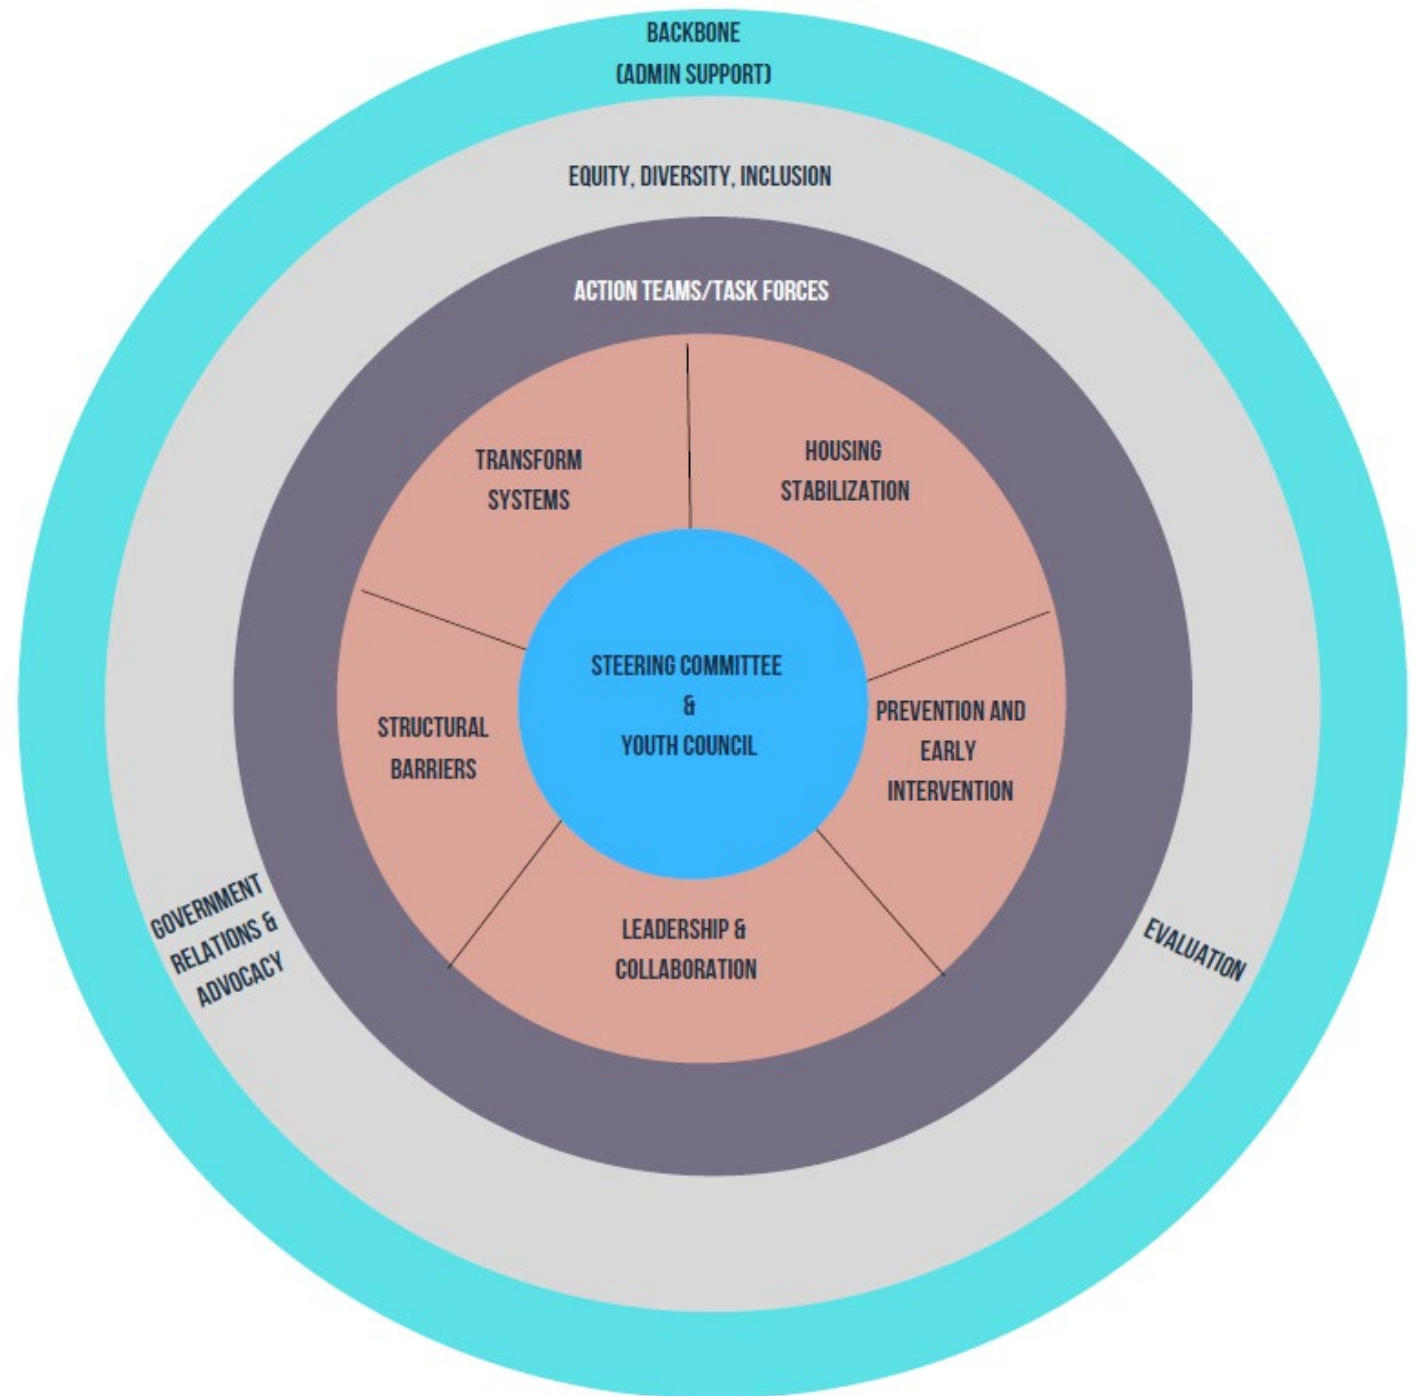 BACKBONE
(ADMIN SUPPORT)
EQUITY, DIVERSITY, INCLUSION
ACTION TEAMS/TASK FORCES
TRANSFORM
SYSTEMS
HOUSING
STABILIZATION
STEERING COMMITTEE
&
YOUTH COUNCIL
STRUCTURAL
BARRIERS
PREVENTION AND
EARLY
INTERVENTION
LEADERSHIP &
COLLABORATION
GOVERNMENT
RELATIONS &
ADVOCACY
EVALUATION